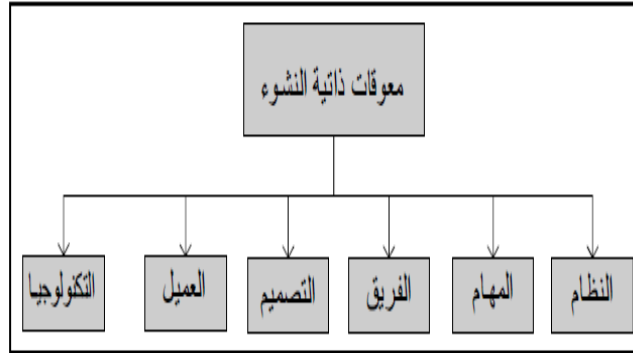 معوقات ذاتية النشوء
النظام
المهام
الفريق
التصميم
العميل
التكنولوجيا